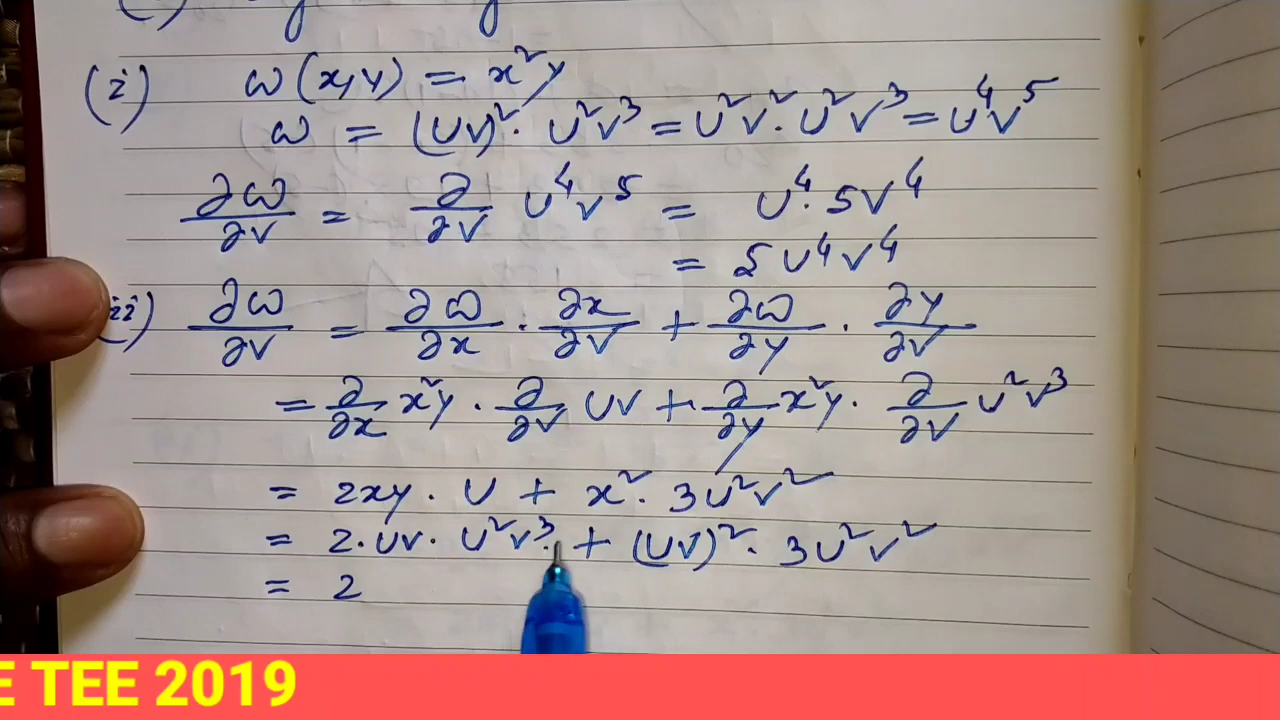 (i) ω(x,y) = x²y
ω = (uv)². u²v³ = u²v². u²v³ = u⁴v⁵
∂ω/∂v = ∂/∂v u⁴v⁵ = u⁴. 5v⁴
= 5u⁴v⁴
ii) ∂ω/∂v = ∂ω/∂x . ∂x/∂v + ∂ω/∂y . ∂y/∂v
= ∂/∂x x²y . ∂/∂v uv + ∂/∂y x²y . ∂/∂v u²v³
= 2xy . u + x². 3u²v²
= 2.uv. u²v³. + (uv)². 3u²v²
= 2
E TEE 2019